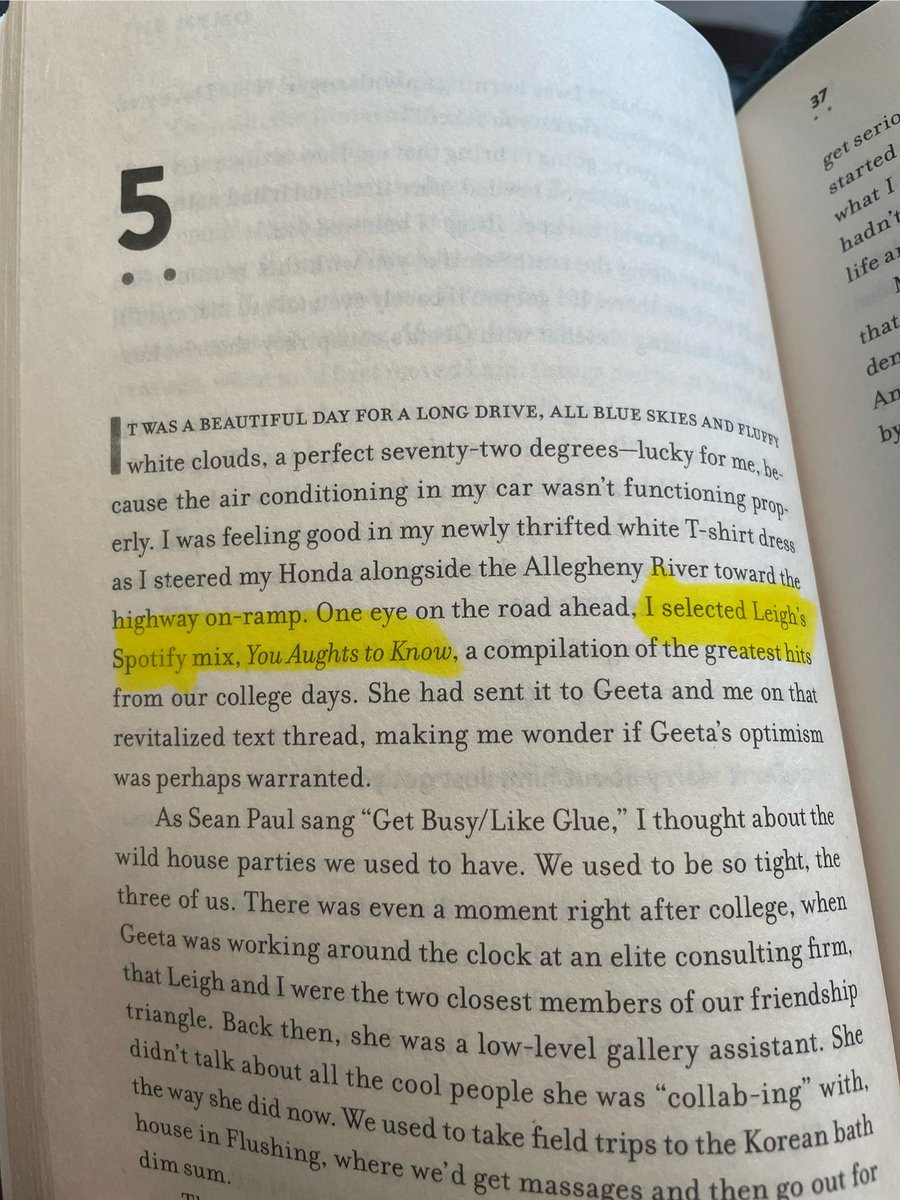 5
IT WAS A BEAUTIFUL DAY FOR A LONG DRIVE, ALL BLUE SKIES AND FLUFFY
white clouds, a perfect seventy-two degrees—lucky for me, be-
cause the air conditioning in my car wasn't functioning prop-
erly. I was feeling good in my newly thrifted white T-shirt dress
as I steered my Honda alongside the Allegheny River toward the
highway on-ramp. One eye on the road ahead, I selected Leigh's
Spotify mix, You Aughts to Know, a compilation of the greatest hits
from our college days. She had sent it to Geeta and me on that
revitalized text thread, making me wonder if Geeta's optimism
was perhaps warranted.
As Sean Paul sang “Get Busy/Like Glue,” I thought about the
wild house parties we used to have. We used to be so tight, the
three of us. There was even a moment right after college, when
Geeta was working around the clock at an elite consulting firm,
that Leigh and I were the two closest members of our friendship
triangle. Back then, she was a low-level gallery assistant. She
didn't talk about all the cool people she was “collab-ing” with,
the way she did now. We used to take field trips to the Korean bath
house in Flushing, where we'd get massages and then go out for
dim sum.
37
get serio
started
what I
hadn't
life
that
den
An
by